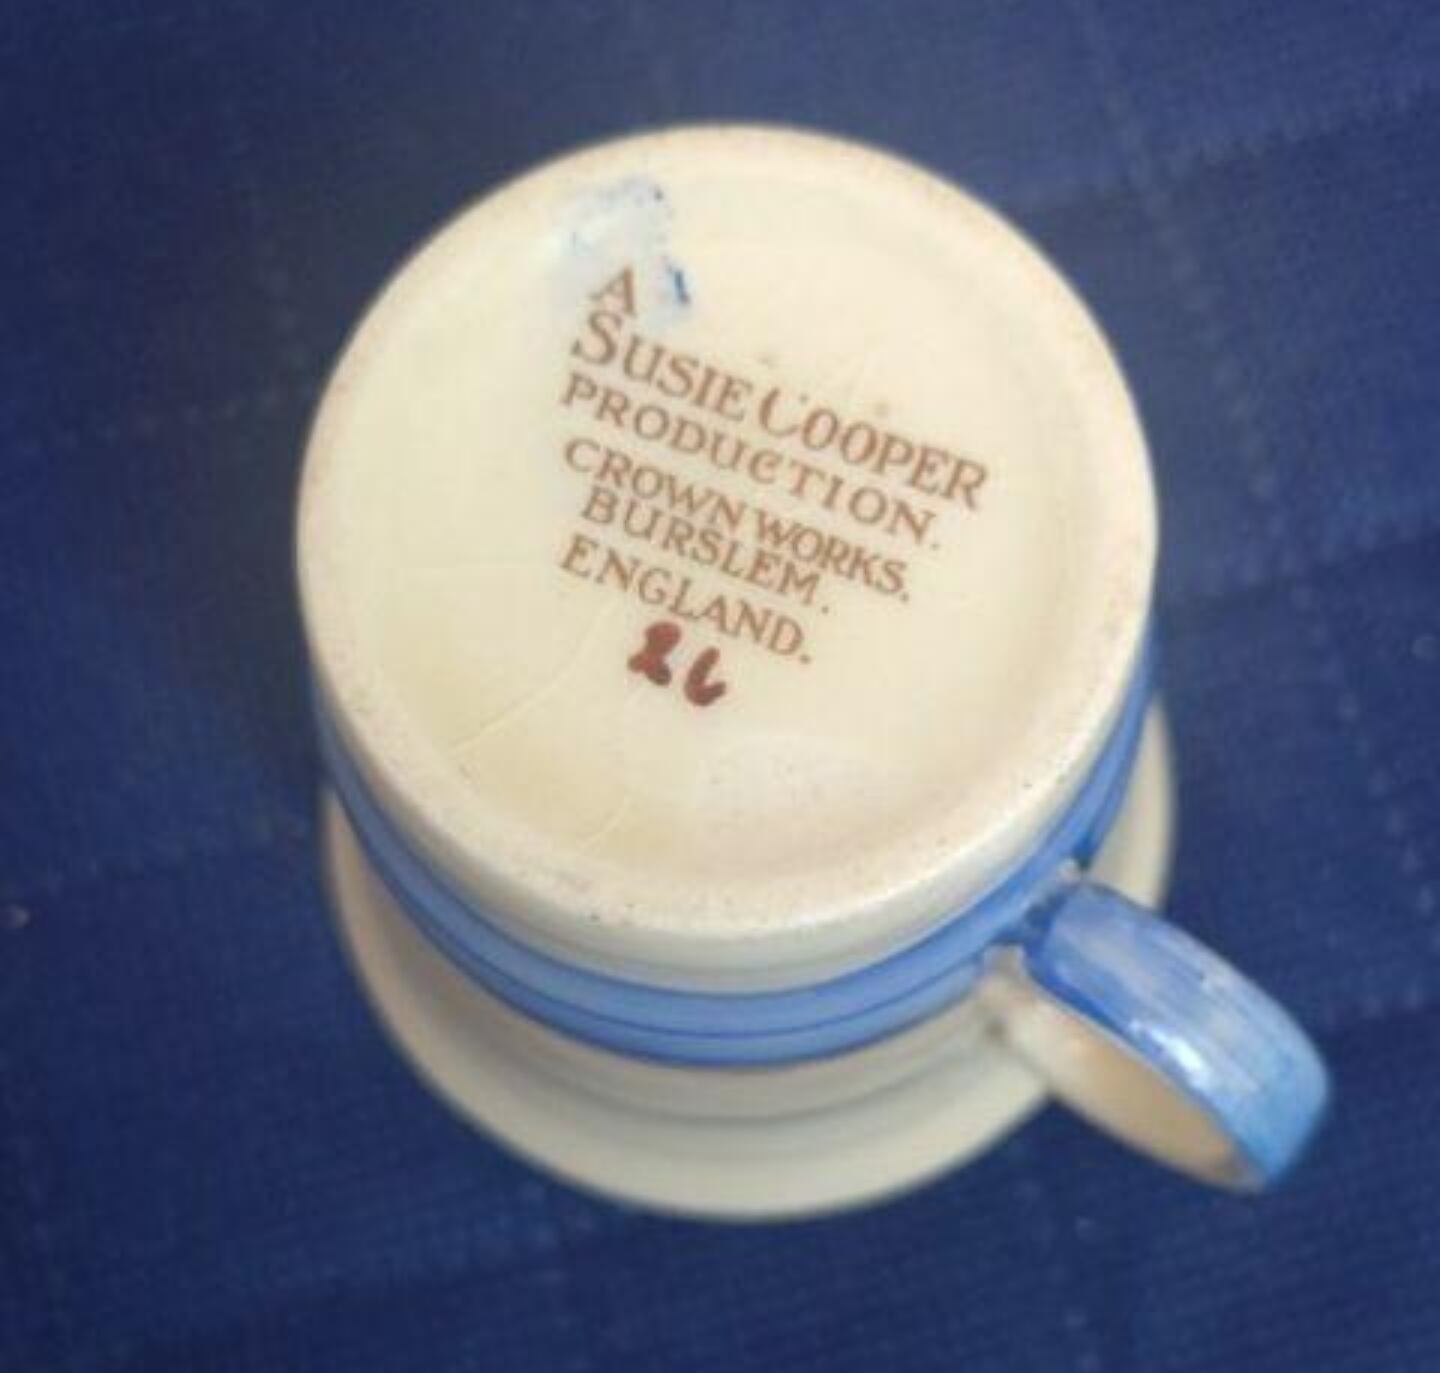 A
SUSIE COOPER
PRODUCTION.
CROWN WORKS.
BURSLEM.
ENGLAND.
26